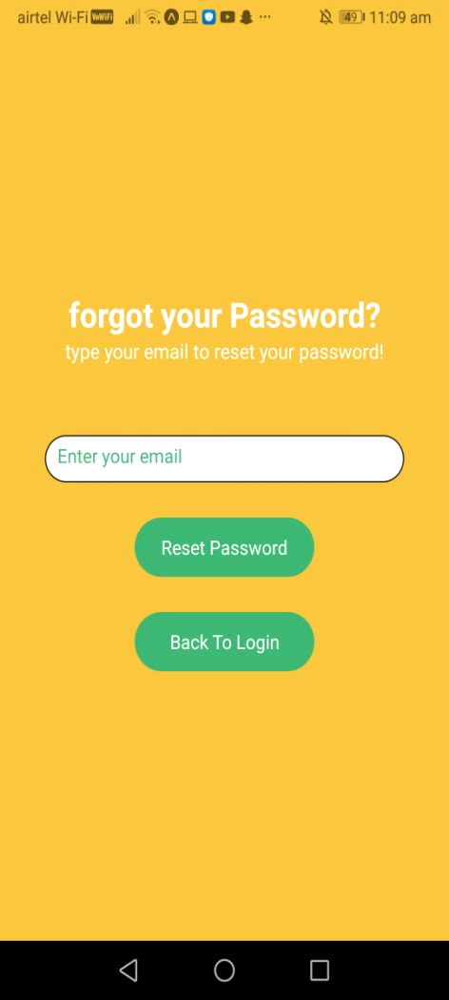 airtel Wi-Fi VoWiFi 49 11:09 am
forgot your Password?
type your email to reset your password!
Enter your email
Reset Password
Back To Login